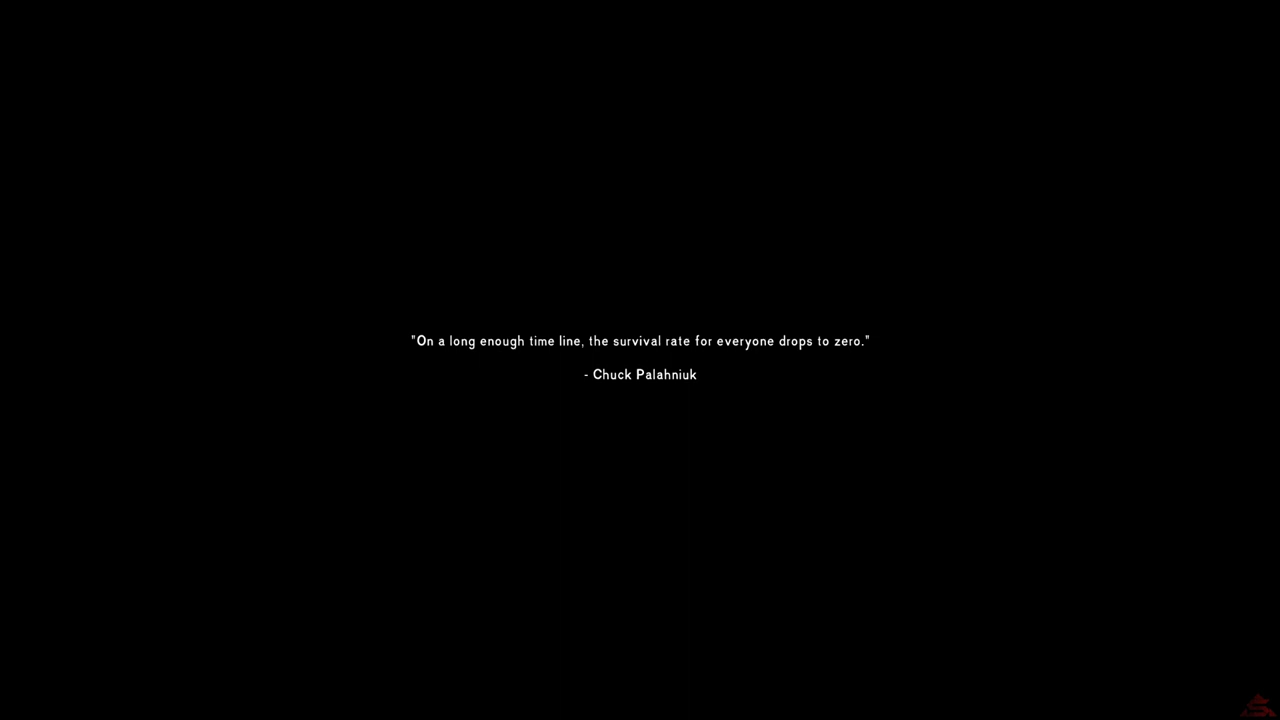 "On a long enough time line, the survival rate for everyone drops to zero."
- Chuck Palahniuk